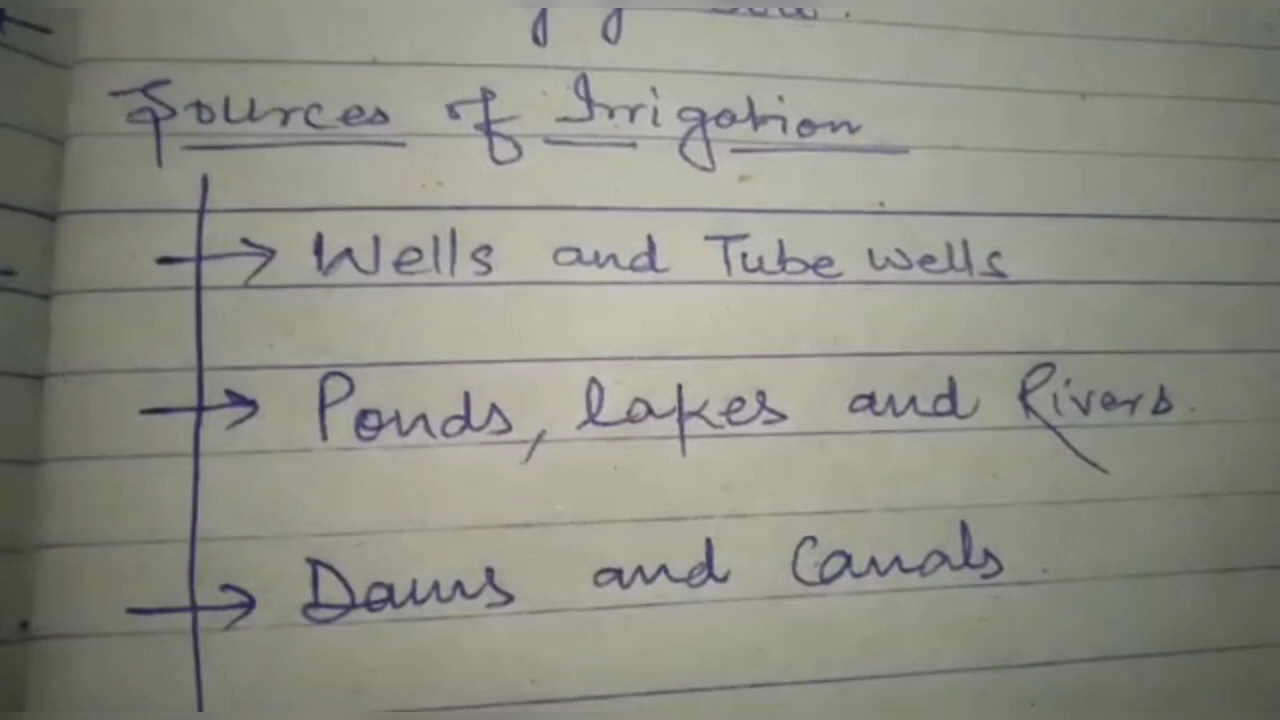 Sources of Irrigation
→ Wells and Tube wells
→ Ponds, lakes and Rivers.
→ Dams and Canals.